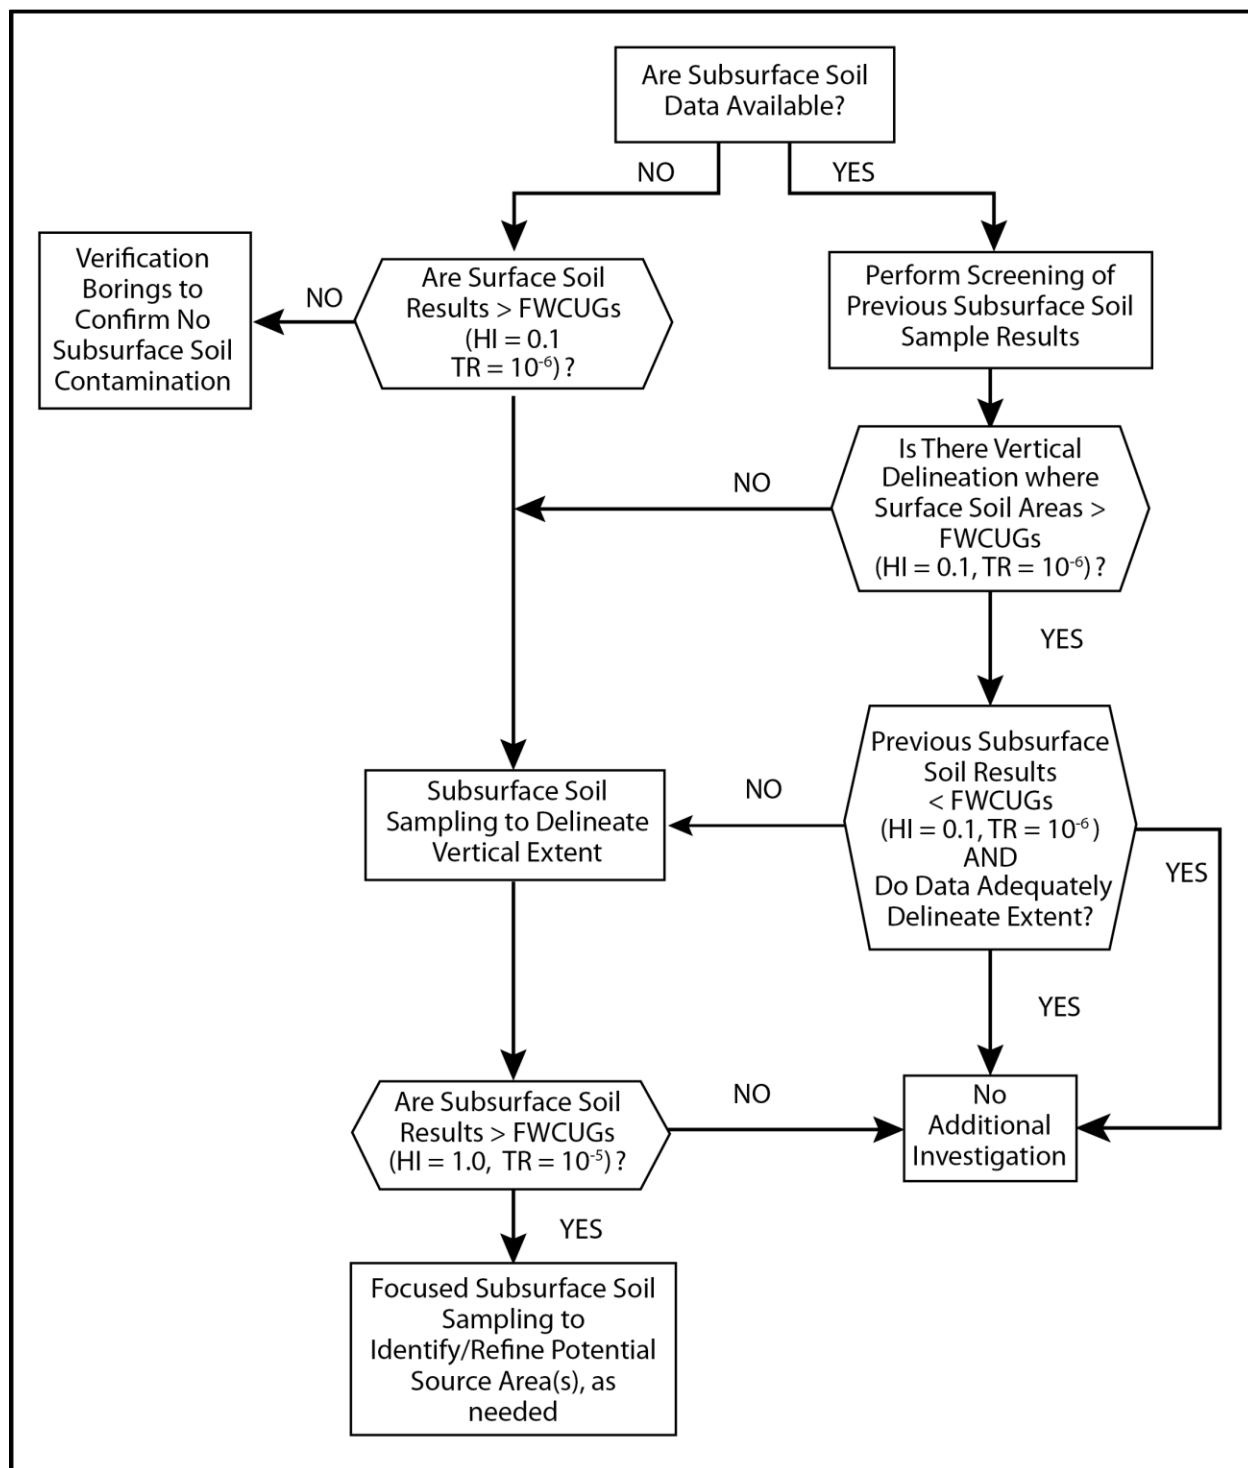 Are Subsurface Soil
Data Available?
NO
YES
Verification
Borings to
Confirm No
Subsurface Soil
Contamination
NO
Are Surface Soil
Results > FWCUGs
(HI = 0.1
TR = 10⁻⁶) ?
Perform Screening of
Previous Subsurface Soil
Sample Results
NO
Is There Vertical
Delineation where
Surface Soil Areas >
FWCUGs
(HI = 0.1, TR = 10⁻⁶) ?
YES
Subsurface Soil
Sampling to Delineate
Vertical Extent
NO
Previous Subsurface
Soil Results
< FWCUGs
(HI = 0.1, TR = 10⁻⁶)
AND
Do Data Adequately
Delineate Extent?
YES
YES
Are Subsurface Soil
Results > FWCUGs
(HI = 1.0, TR = 10⁻⁵) ?
NO
No
Additional
Investigation
YES
Focused Subsurface Soil
Sampling to
Identify/Refine Potential
Source Area(s), as
needed